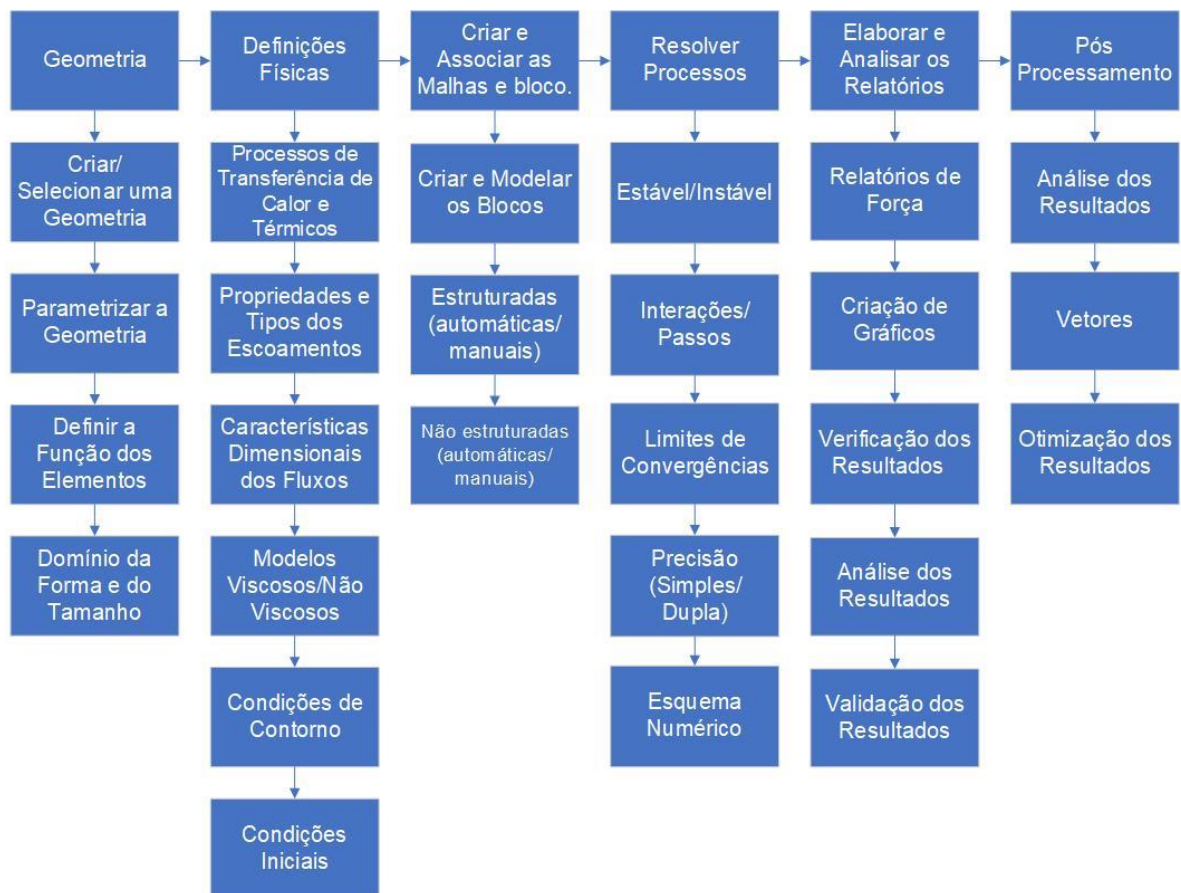 Geometria
Definições
Físicas
Criar e
Associar as
Malhas e bloco.
Resolver
Processos
Elaborar e
Analisar os
Relatórios
Pós
Processamento
Criar/
Selecionar uma
Geometria
Processos de
Transferência de
Calor e
Térmicos
Criar e Modelar
os Blocos
Estável/Instável
Relatórios de
Força
Análise dos
Resultados
Parametrizar a
Geometria
Propriedades e
Tipos dos
Escoamentos
Estruturadas
(automáticas/
manuais)
Interações/
Passos
Criação de
Gráficos
Vetores
Definir a
Função dos
Elementos
Características
Dimensionais
dos Fluxos
Não estruturadas
(automáticas/
manuais)
Limites de
Convergências
Verificação dos
Resultados
Otimização dos
Resultados
Domínio da
Forma e do
Tamanho
Modelos
Viscosos/Não
Viscosos
Precisão
(Simples/
Dupla)
Análise dos
Resultados
Condições de
Contorno
Esquema
Numérico
Validação dos
Resultados
Condições
Iniciais